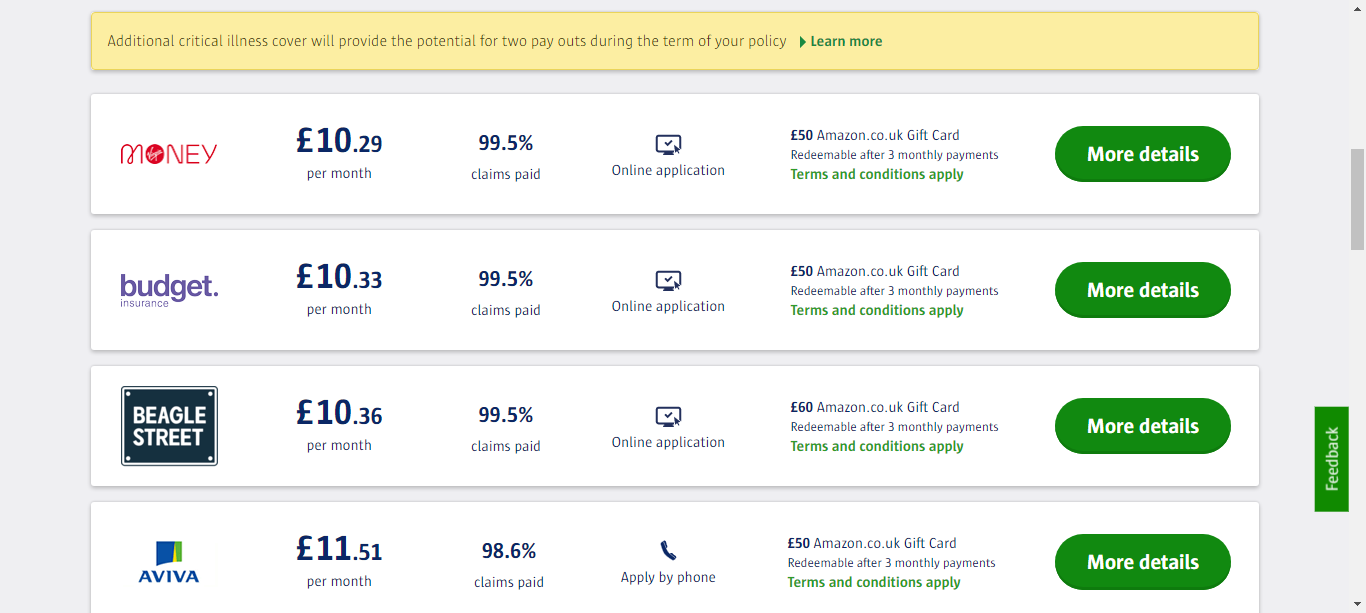 Additional critical illness cover will provide the potential for two pay outs during the term of your policy Learn more
MONEY
£10.29
per month
99.5%
claims paid
Online application
£50 Amazon.co.uk Gift Card
Redeemable after 3 monthly payments
Terms and conditions apply
More details
budget.
insurance
£10.33
per month
99.5%
claims paid
Online application
£50 Amazon.co.uk Gift Card
Redeemable after 3 monthly payments
Terms and conditions apply
More details
BEAGLE
STREET
£10.36
per month
99.5%
claims paid
Online application
£60 Amazon.co.uk Gift Card
Redeemable after 3 monthly payments
Terms and conditions apply
More details
AVIVA
£11.51
per month
98.6%
claims paid
Apply by phone
£50 Amazon.co.uk Gift Card
Redeemable after 3 monthly payments
Terms and conditions apply
More details
Feedback